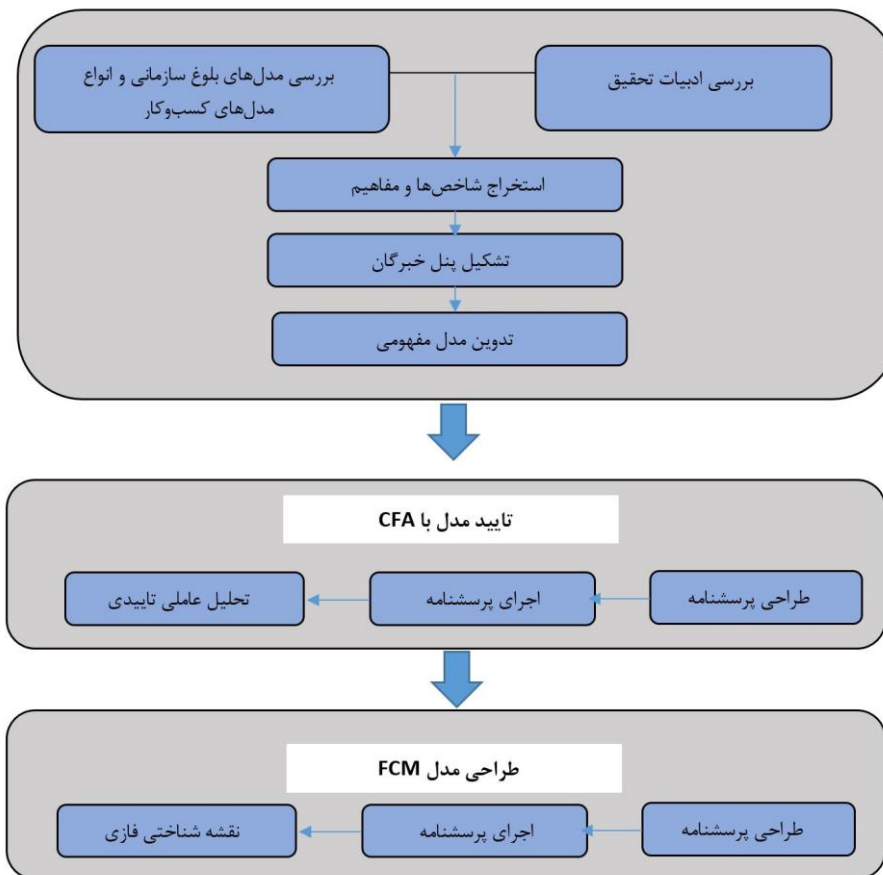 بررسی ادبیات تحقیق
بررسی مدل‌های بلوغ سازمانی و انواع
مدل‌های کسب‌وکار
استخراج شاخص‌ها و مفاهیم
تشکیل پنل خبرگان
تدوین مدل مفهومی
تایید مدل با CFA
طراحی پرسشنامه
اجرای پرسشنامه
تحلیل عاملی تاییدی
طراحی مدل FCM
طراحی پرسشنامه
اجرای پرسشنامه
نقشه شناختی فازی